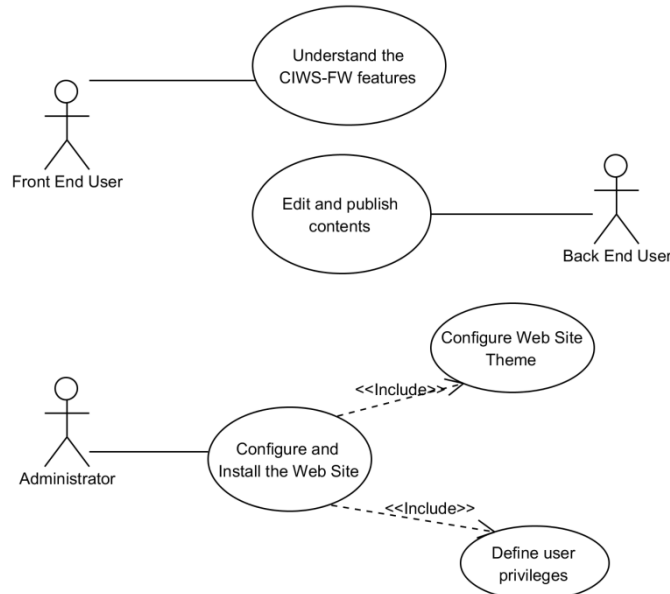 Understand the
CIWS-FW features
Front End User
Edit and publish
contents
Back End User
Configure Web Site
Theme
<<Include>>
Configure and
Install the Web Site
Administrator
<<Include>>
Define user
privileges